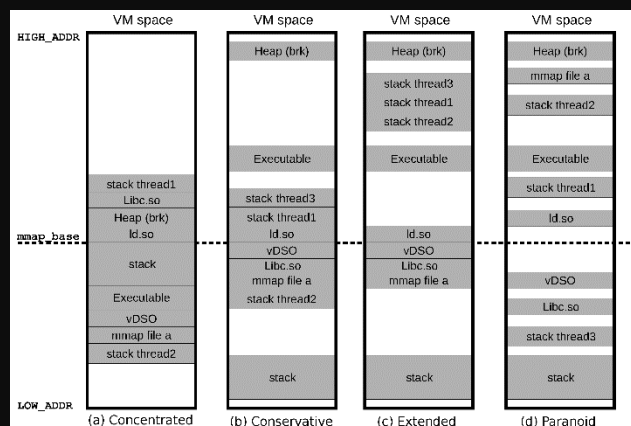 VM space
VM space
VM space
VM space
HIGH_ADDR
mmap_base
LOW_ADDR
stack thread1
Libc.so
Heap (brk)
ld.so
stack
Executable
vDSO
mmap file a
stack thread2
(a) Concentrated
Heap (brk)
Executable
stack thread3
stack thread1
ld.so
vDSO
Libc.so
mmap file a
stack thread2
stack
(b) Conservative
Heap (brk)
stack thread3
stack thread1
stack thread2
Executable
ld.so
vDSO
Libc.so
mmap file a
stack
(c) Extended
Heap (brk)
mmap file a
stack thread2
Executable
stack thread1
ld.so
vDSO
Libc.so
stack thread3
stack
(d) Paranoid